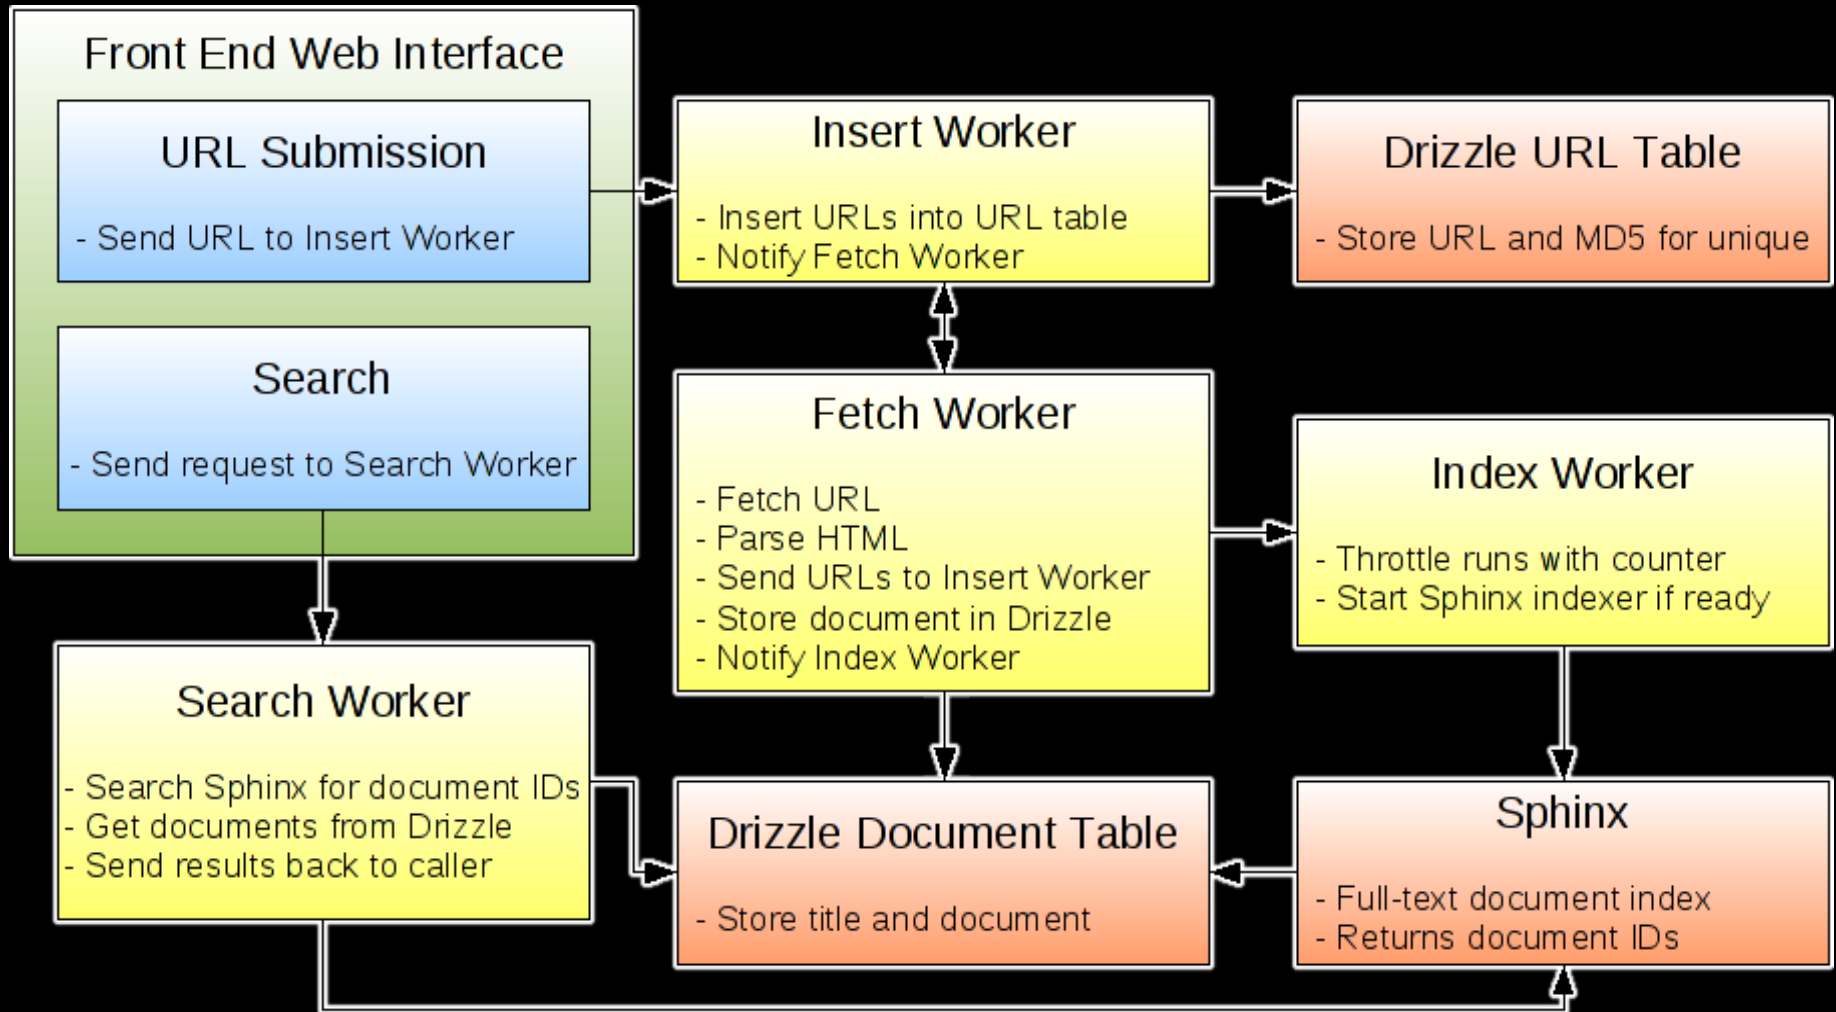 Front End Web Interface
URL Submission
- Send URL to Insert Worker
Search
- Send request to Search Worker
Insert Worker
- Insert URLs into URL table
- Notify Fetch Worker
Drizzle URL Table
- Store URL and MD5 for unique
Fetch Worker
- Fetch URL
- Parse HTML
- Send URLs to Insert Worker
- Store document in Drizzle
- Notify Index Worker
Index Worker
- Throttle runs with counter
- Start Sphinx indexer if ready
Search Worker
- Search Sphinx for document IDs
- Get documents from Drizzle
- Send results back to caller
Drizzle Document Table
- Store title and document
Sphinx
- Full-text document index
- Returns document IDs